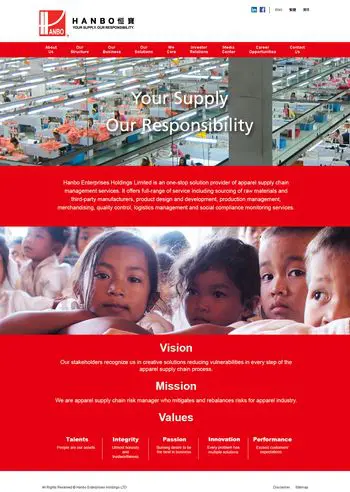 HANBO 恒寶
YOUR SUPPLY. OUR RESPONSIBILITY.
ANBO
About Us
Our Structure
Our Business
Our Solutions
We Care
Investor Relations
Media Center
Career Opportunities
Contact Us
Your Supply
Our Responsibility
Hanbo Enterprises Holdings Limited is an one-stop solution provider of apparel supply chain
management services. It offers full-range of service including sourcing of raw materials and
third-party manufacturers, product design and development, production management,
merchandizing, quality control, logistics management and social compliance monitoring services.
Vision
Our stakeholders recognize us in creative solutions reducing vulnerabilities in every step of the
apparel supply chain process.
Mission
We are apparel supply chain risk manager who mitigates and rebalances risks for apparel industry.
Values
Talents
People are our assets
Integrity
Utmost honesty
and
trustworthiness
Passion
Burning desire to be
the best in business
Innovation
Every problem has
multiple solutions
Performance
Exceed customers'
expectations
All Rights Reserved © Hanbo Enterprises Holdings LTD
Disclaimer
Sitemap